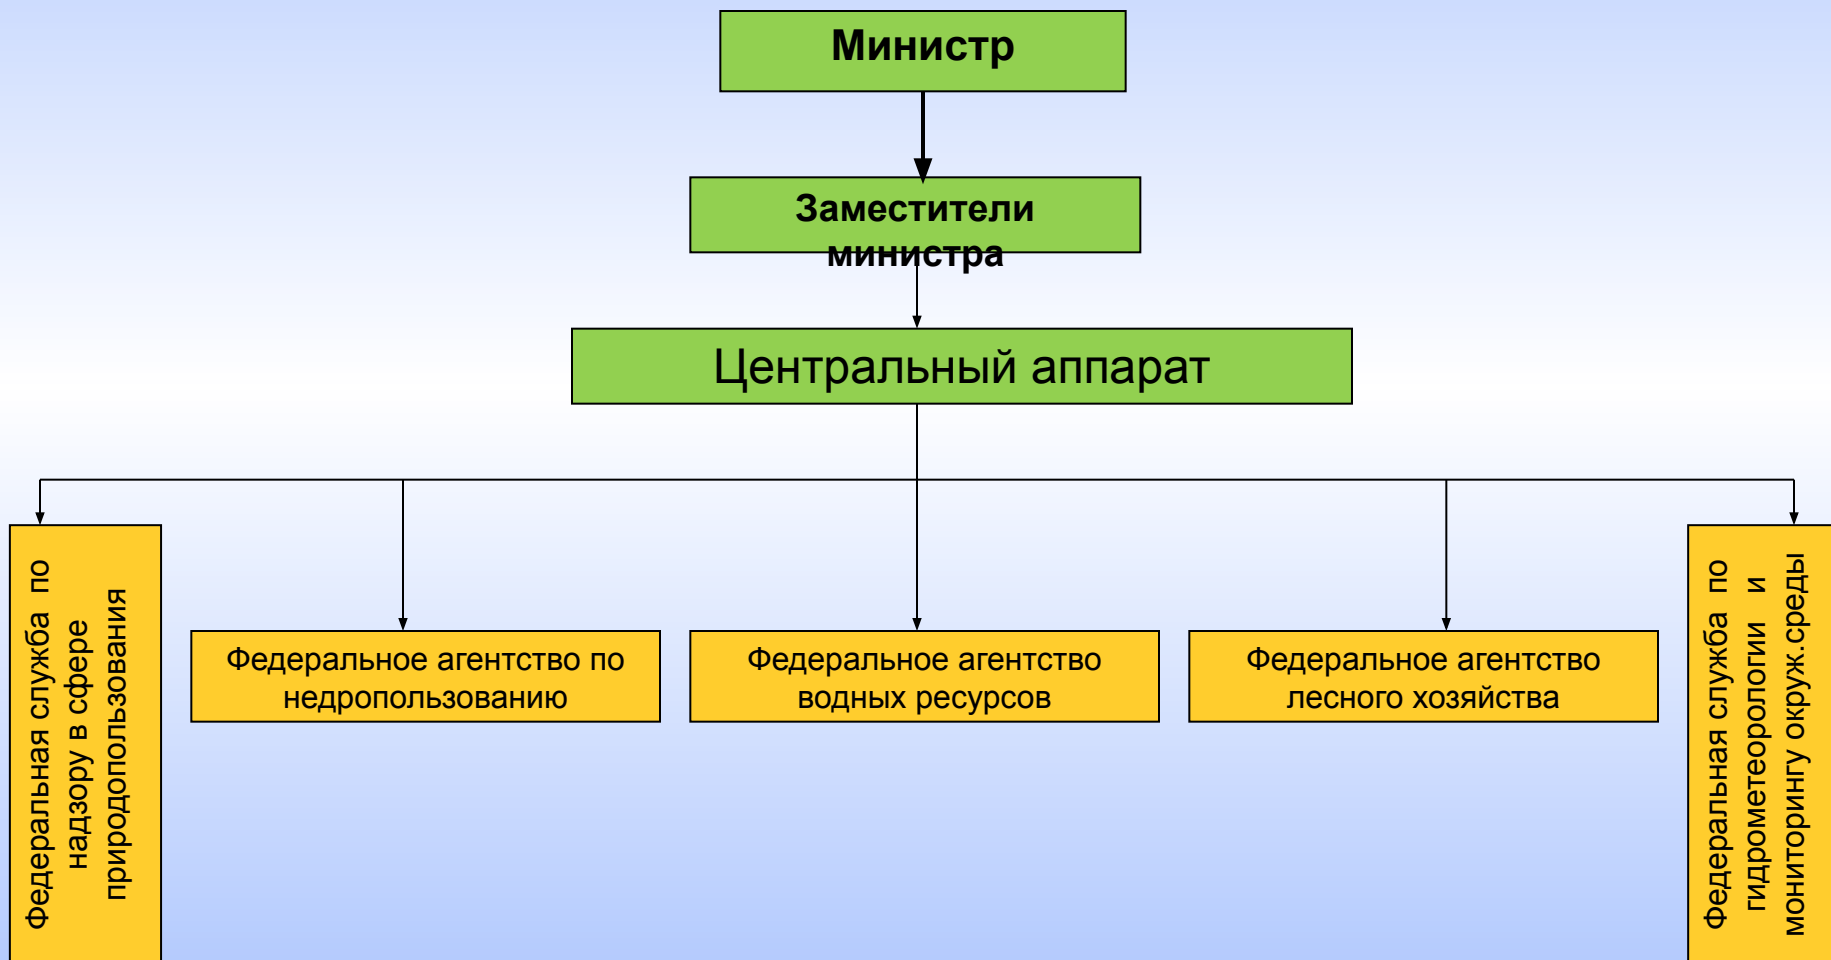 Министр
Заместители
министра
Центральный аппарат
Федеральная служба по
надзору в сфере
природопользования
Федеральное агентство по
недропользованию
Федеральное агентство
водных ресурсов
Федеральное агентство
лесного хозяйства
Федеральная служба по
гидрометеорологии и
мониторингу окруж.среды